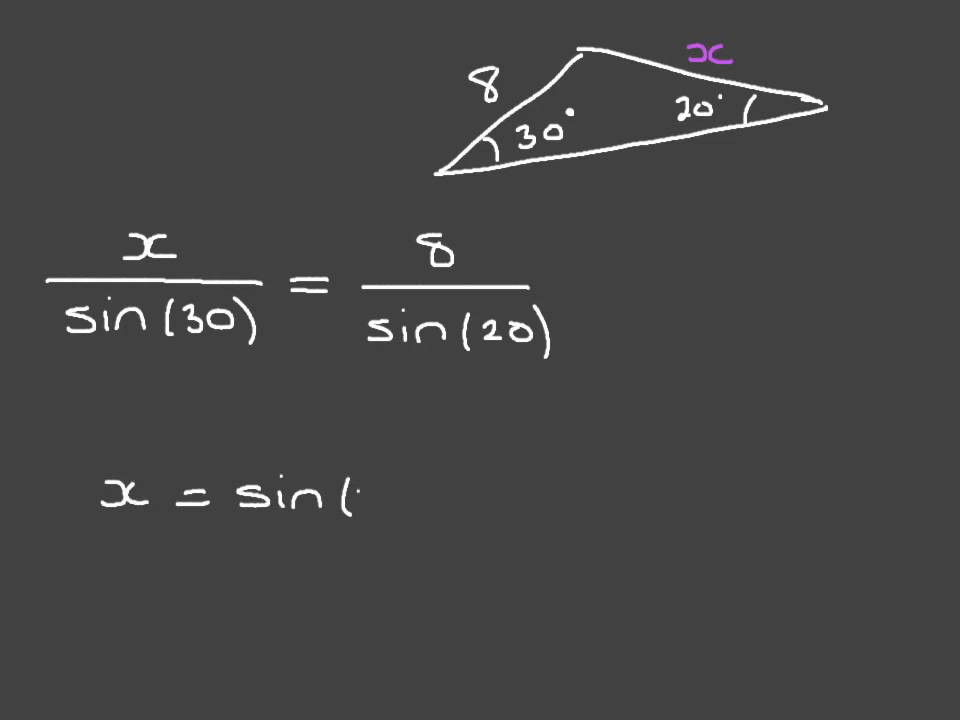 x
8
20°
30°
x/sin(30) = 8/sin(20)
x = sin(